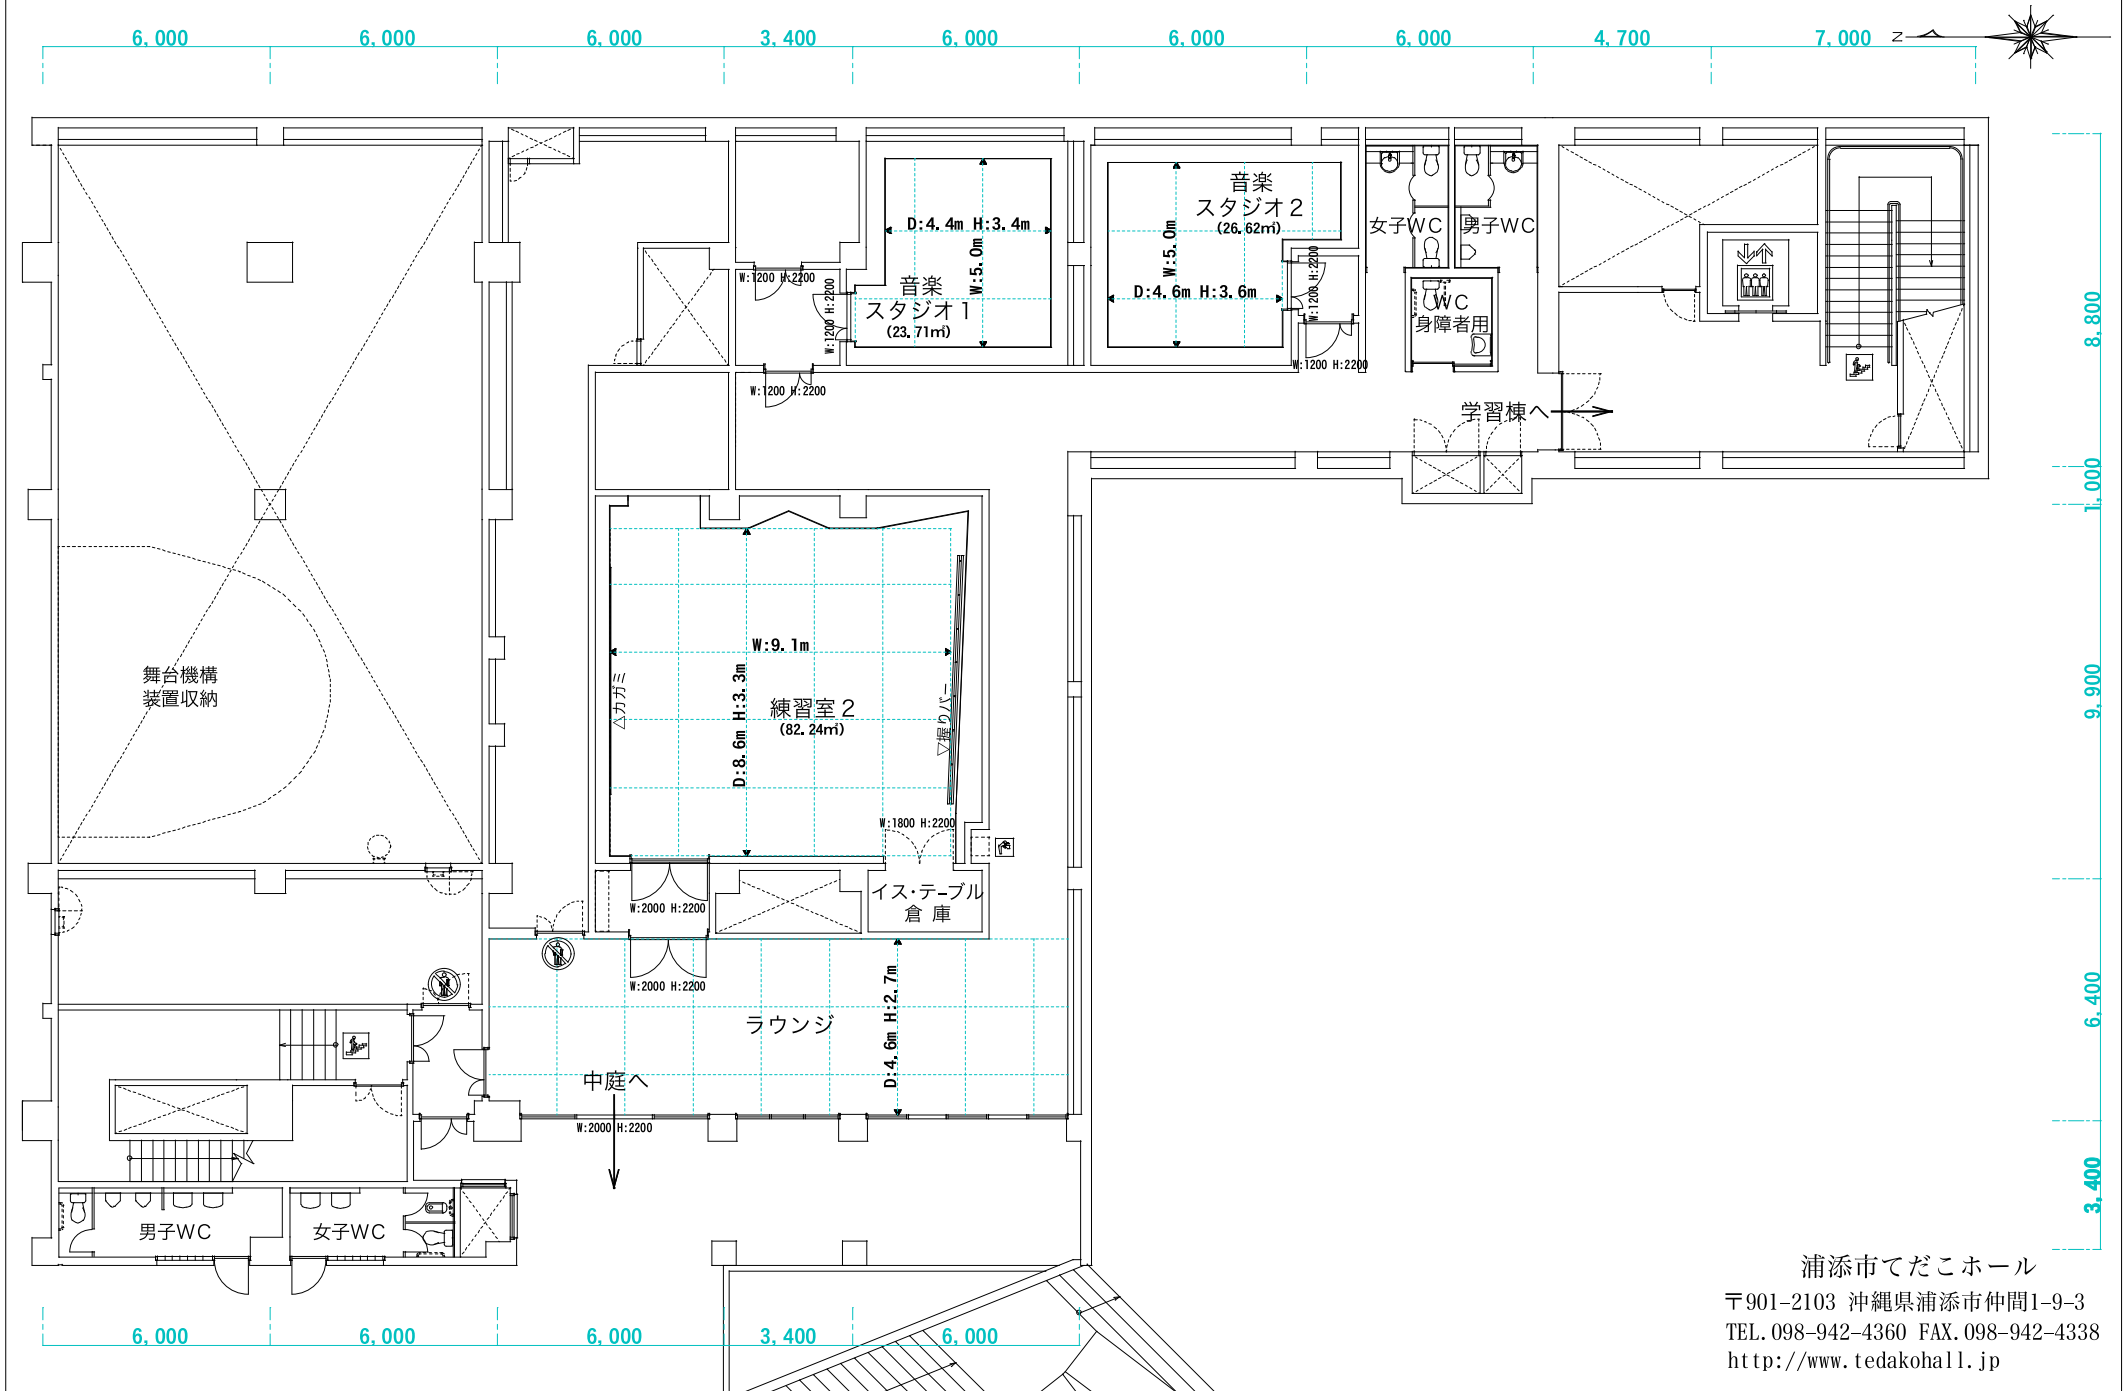 6,000 6,000 6,000 3,400 6,000 6,000 6,000 4,700 7,000
N
音楽
スタジオ2
(26.62㎡)
D:4.4m H:3.4m
W:5.0m
W:5.0m
女子WC
男子WC
W:1200 H:2200
W:1200 H:2200
W:1200 H:2200
音楽
スタジオ1
(23.71㎡)
D:4.6m H:3.6m
WC
身障者用
8,800
W:1200 H:2200
W:1200 H:2200
学習棟へ
1,000
舞台機構
装置収納
W:9.1m
D:8.6m H:3.3m
△カガミ
練習室2
(82.24㎡)
▽握りバー
9,900
W:1800 H:2200
イス・テーブル
倉庫
W:2000 H:2200
W:2000 H:2200
D:4.6m H:2.7m
ラウンジ
6,400
中庭へ
W:2000 H:2200
3,400
男子WC
女子WC
6,000 6,000 6,000 3,400 6,000
浦添市てだこホール
〒901-2103 沖縄県浦添市仲間1-9-3
TEL.098-942-4360 FAX.098-942-4338
http://www.tedakohall.jp